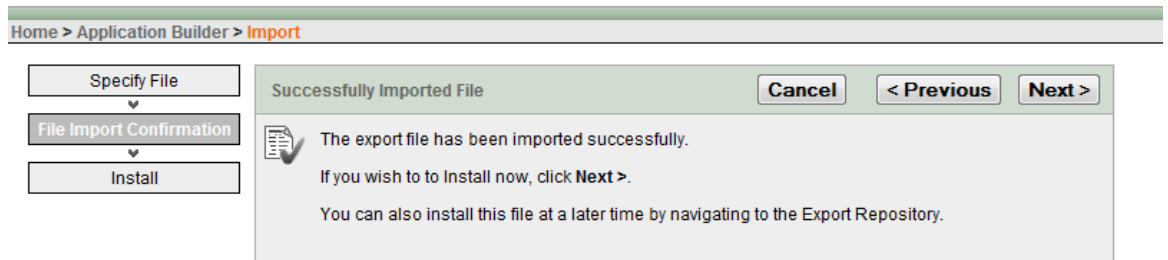 Home > Application Builder > Import
Specify File
File Import Confirmation
Install
Successfully Imported File
Cancel
< Previous
Next >
The export file has been imported successfully.
If you wish to to Install now, click Next >.
You can also install this file at a later time by navigating to the Export Repository.